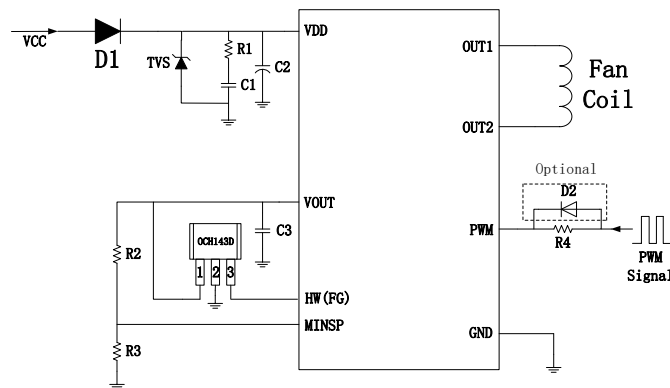 VCC
D1
TVS
R1
C1
C2
VDD
OUT1
OUT2
Fan
Coil
Optional
D2
R4
PWM
PWM
Signal
VOUT
C3
R2
OCH143D
1 2 3
HW(FG)
MINSP
R3
GND